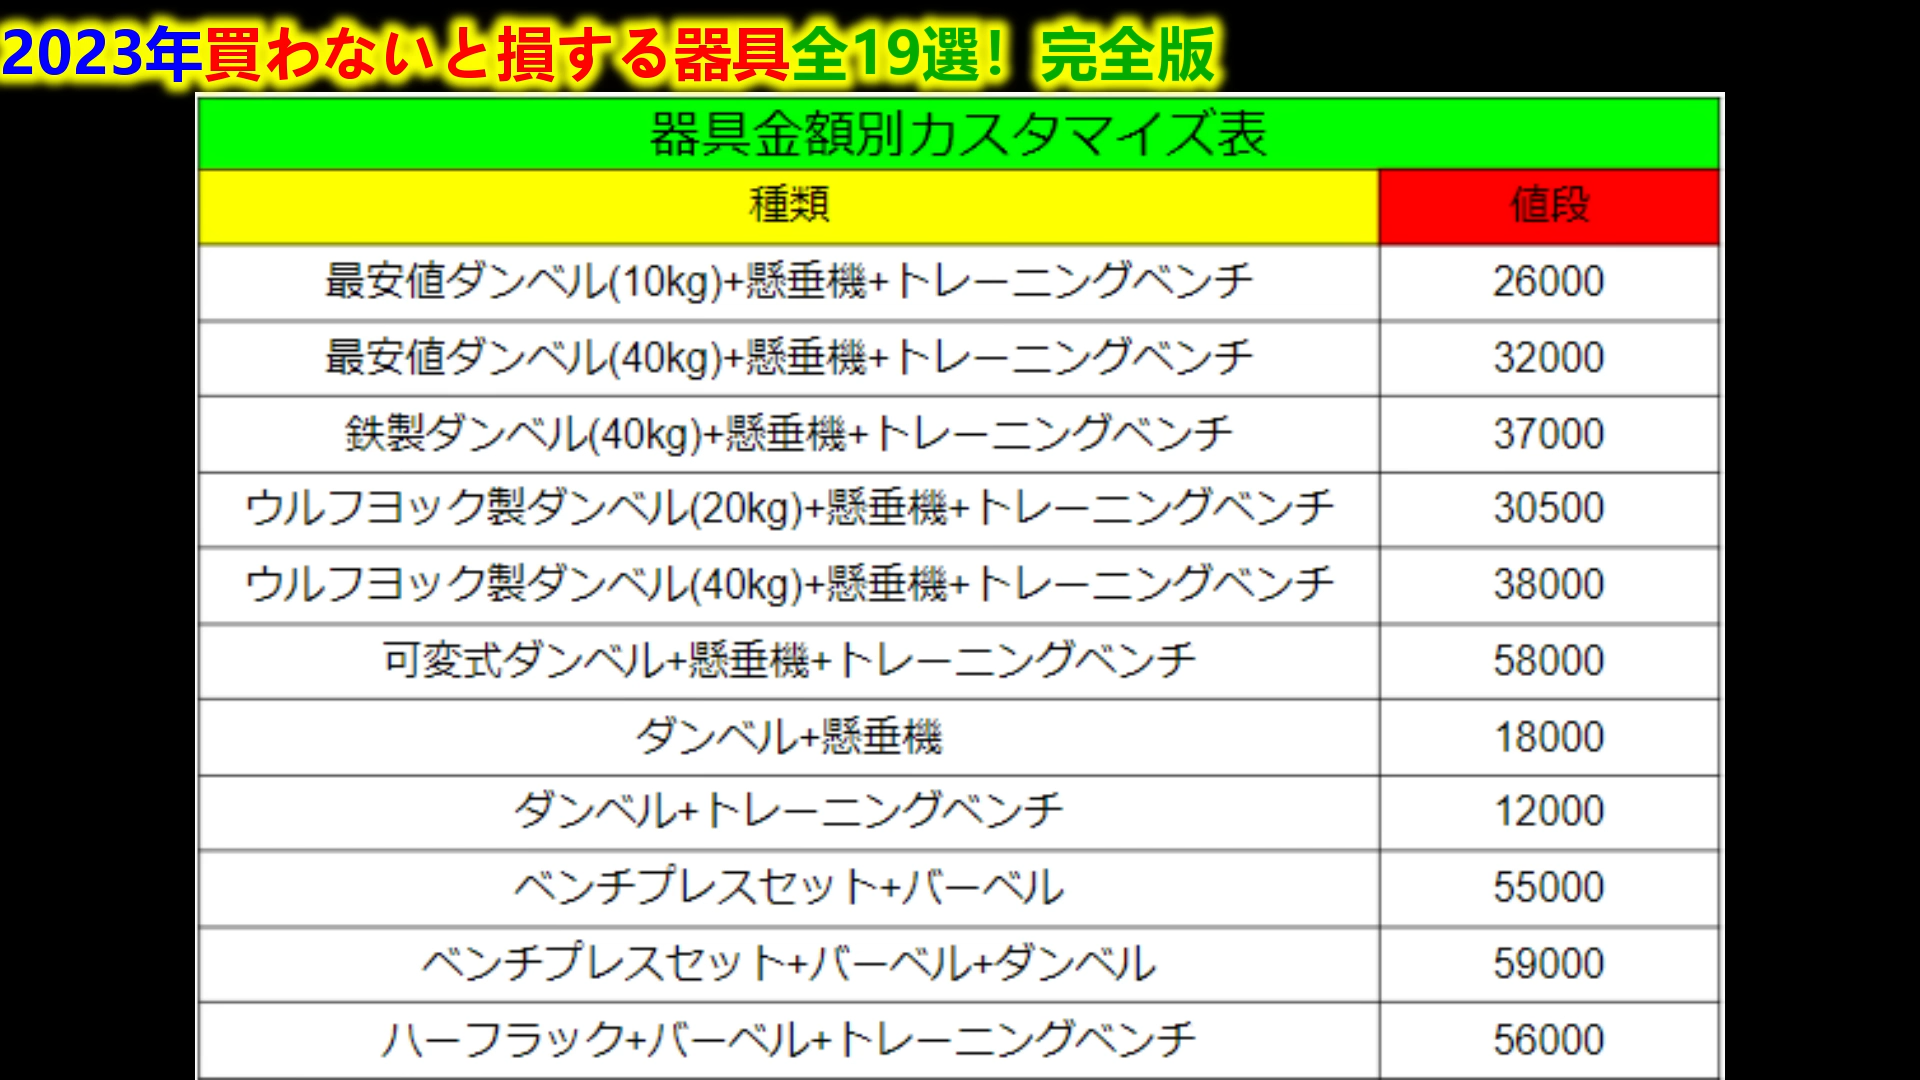 2023年買わないと損する器具全19選！完全版
器具金額別カスタマイズ表
種類 値段
最安値ダンベル(10kg)+懸垂機+トレーニングベンチ 26000
最安値ダンベル(40kg)+懸垂機+トレーニングベンチ 32000
鉄製ダンベル(40kg)+懸垂機+トレーニングベンチ 37000
ウルフヨック製ダンベル(20kg)+懸垂機+トレーニングベンチ 30500
ウルフヨック製ダンベル(40kg)+懸垂機+トレーニングベンチ 38000
可変式ダンベル+懸垂機+トレーニングベンチ 58000
ダンベル+懸垂機 18000
ダンベル+トレーニングベンチ 12000
ベンチプレスセット+バーベル 55000
ベンチプレスセット+バーベル+ダンベル 59000
ハーフラック+バーベル+トレーニングベンチ 56000